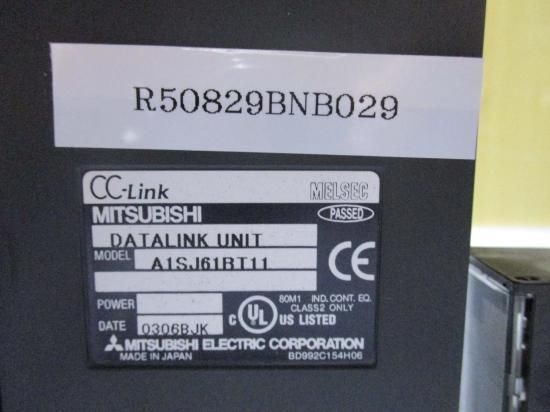 R50829BNB029
CC-Link MELSEC
MITSUBISHI PASSED
DATALINK UNIT
MODEL A1SJ61BT11
CE
POWER
80M1 IND. CONT. EQ.
CLASS2 ONLY
c UL US LISTED
DATE 0306BJK
MITSUBISHI ELECTRIC CORPORATION
MADE IN JAPAN BD992C154H06